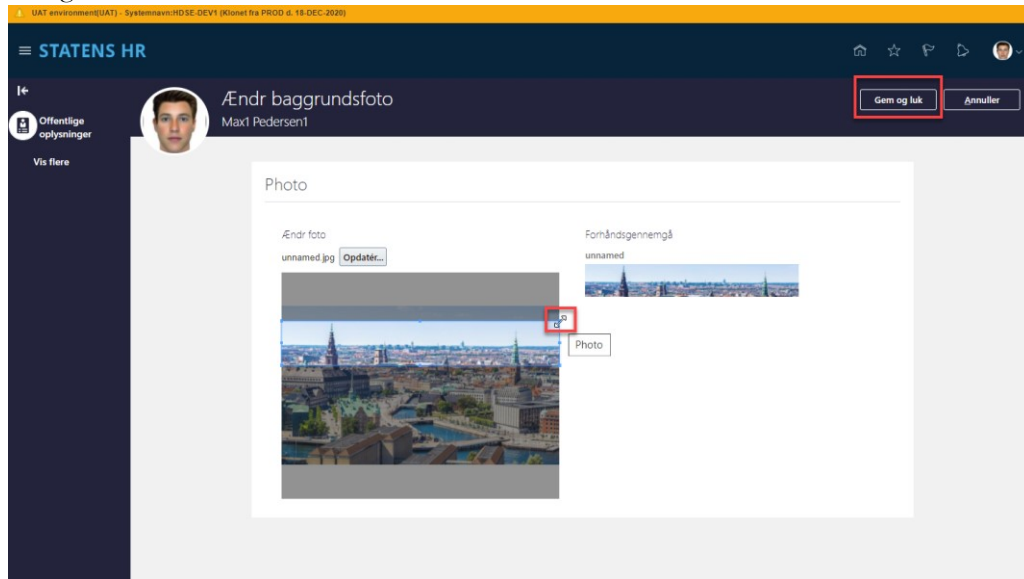 UAT environment(UAT) - Systemnavn:HDSE-DEV1 (Klonet fra PROD d. 18-DEC-2020)
STATENS HR
Ændr baggrundsfoto
Max1 Pedersen1
Gem og luk
Annuller
Offentlige
oplysninger
Vis flere
Photo
Ændr foto
unnamed.jpg Opdatér...
Forhåndsgennemgå
unnamed
Photo